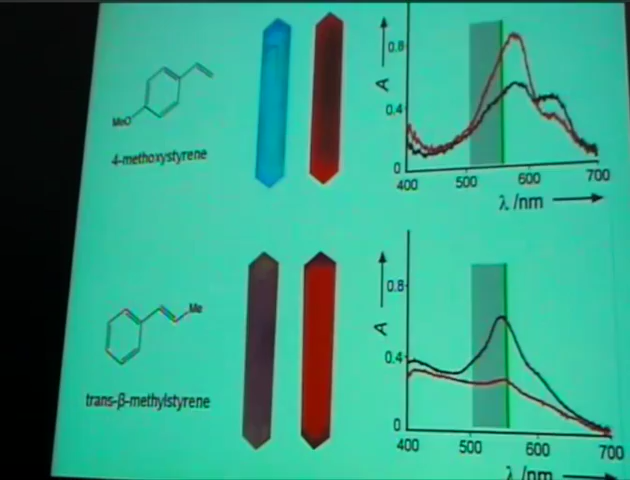 MeO
4-methoxystyrene
0.8
A
0.4
0
400 500 600 700
λ /nm
Me
trans-β-methylstyrene
0.8
A
0.4
0
400 500 600 700
λ /nm